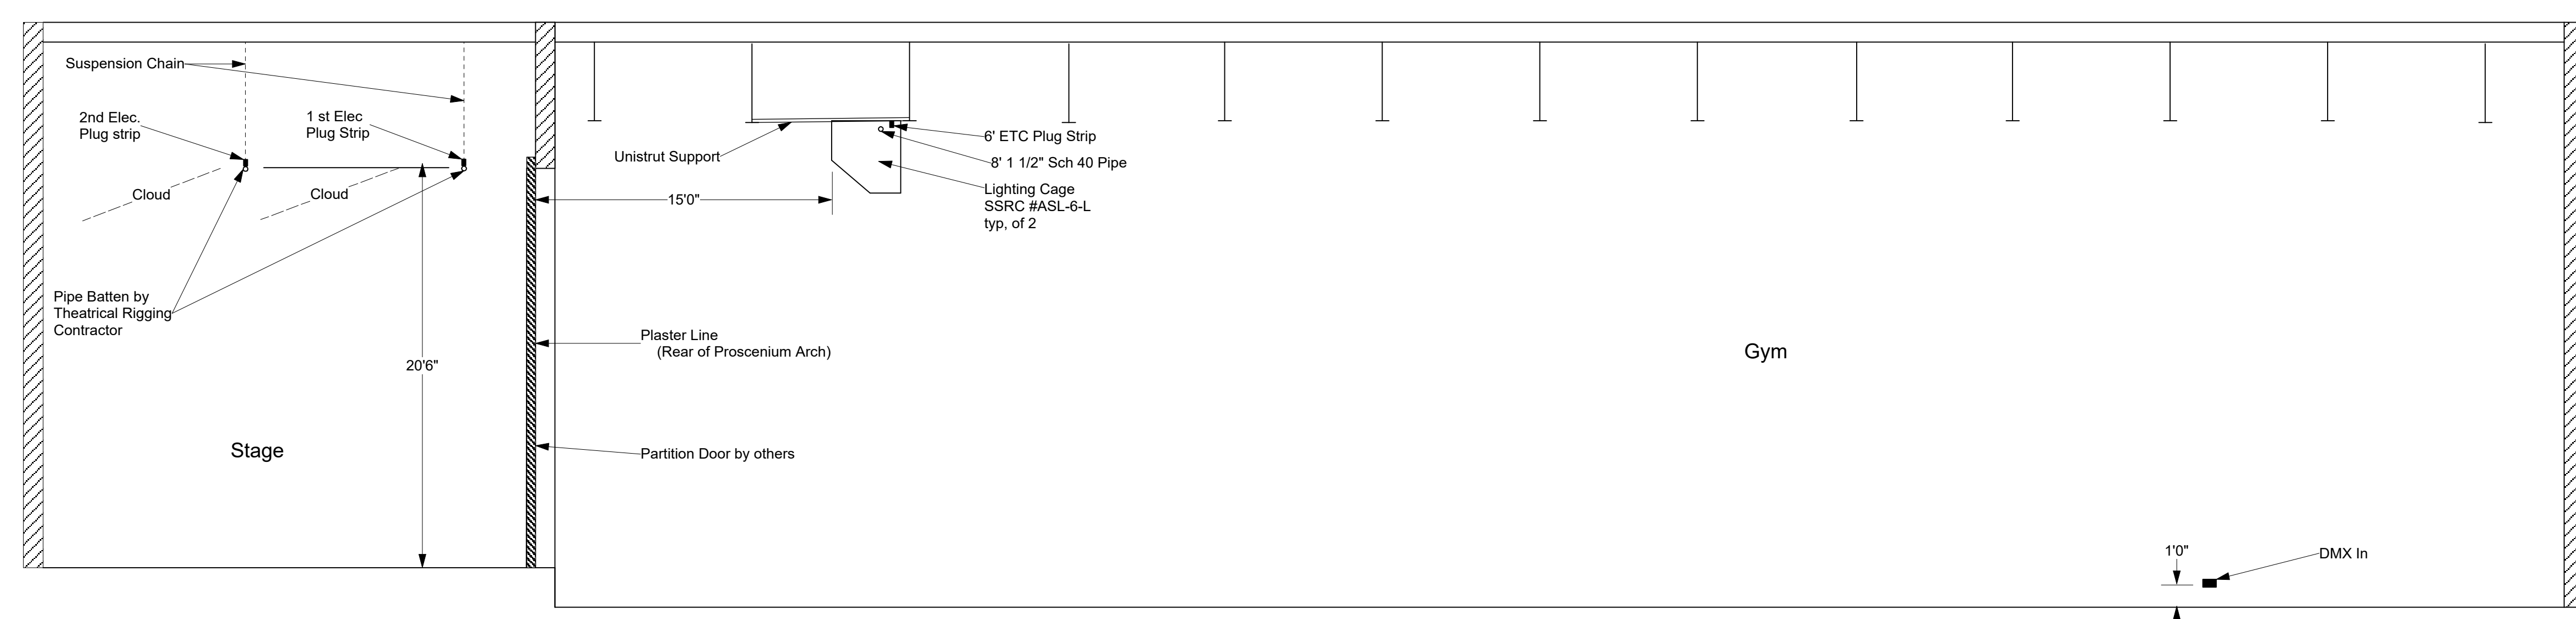 Suspension Chain
2nd Elec.
Plug strip
1 st Elec
Plug Strip
Cloud
Cloud
Pipe Batten by
Theatrical Rigging
Contractor
20'6"
Stage
Unistrut Support
15'0"
6' ETC Plug Strip
8' 1 1/2" Sch 40 Pipe
Lighting Cage
SSRC #ASL-6-L
typ, of 2
Plaster Line
(Rear of Proscenium Arch)
Partition Door by others
Gym
1'0"
DMX In